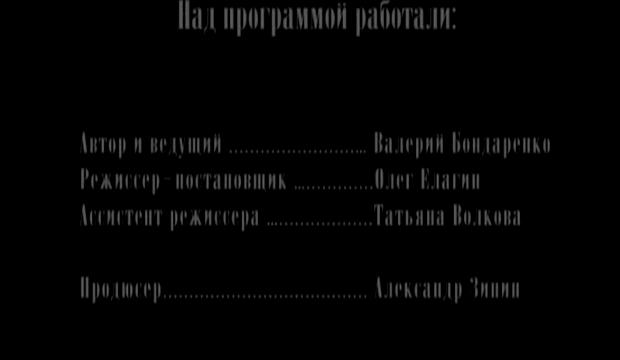 Над программой работали:
Автор и ведущий ........................ Валерий Бондаренко
Режиссер-постановщик ...............Олег Елагин
Ассистент режиссера ...................Татьяна Волкова
Продюсер..................................... Александр Зинин